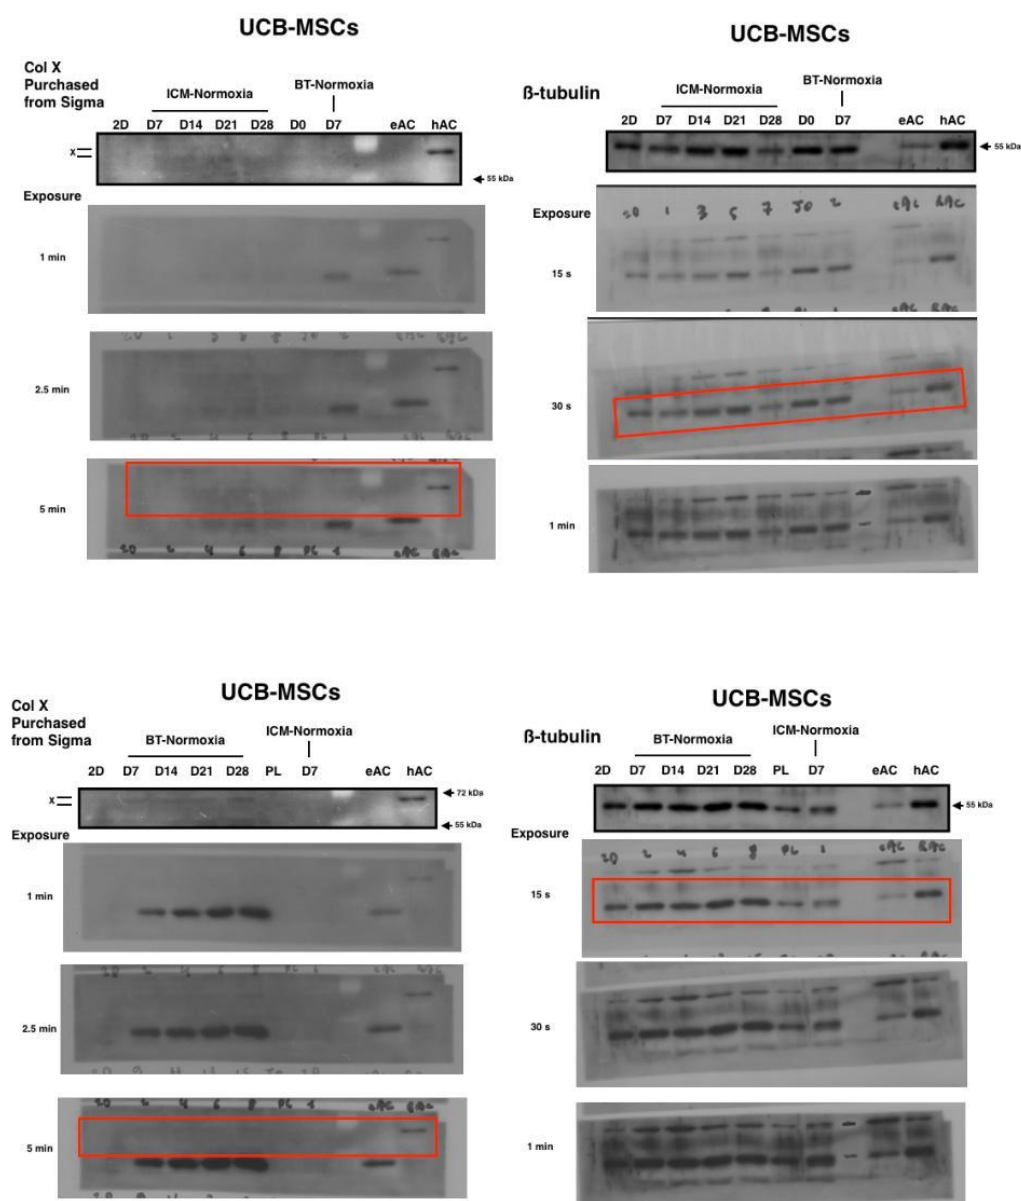 UCB-MSCs
Col X
Purchased
from Sigma
ICM-Normoxia
BT-Normoxia
2D D7 D14 D21 D28 D0 D7 eAC hAC
X
55 kDa
Exposure
1 min
2.5 min
5 min
UCB-MSCs
ß-tubulin
ICM-Normoxia
BT-Normoxia
2D D7 D14 D21 D28 D0 D7 eAC hAC
55 kDa
Exposure
15 s
30 s
1 min
UCB-MSCs
Col X
Purchased
from Sigma
BT-Normoxia
ICM-Normoxia
2D D7 D14 D21 D28 PL D7 eAC hAC
X
72 kDa
55 kDa
Exposure
1 min
2.5 min
5 min
UCB-MSCs
ß-tubulin
BT-Normoxia
ICM-Normoxia
2D D7 D14 D21 D28 PL D7 eAC hAC
55 kDa
Exposure
15 s
30 s
1 min